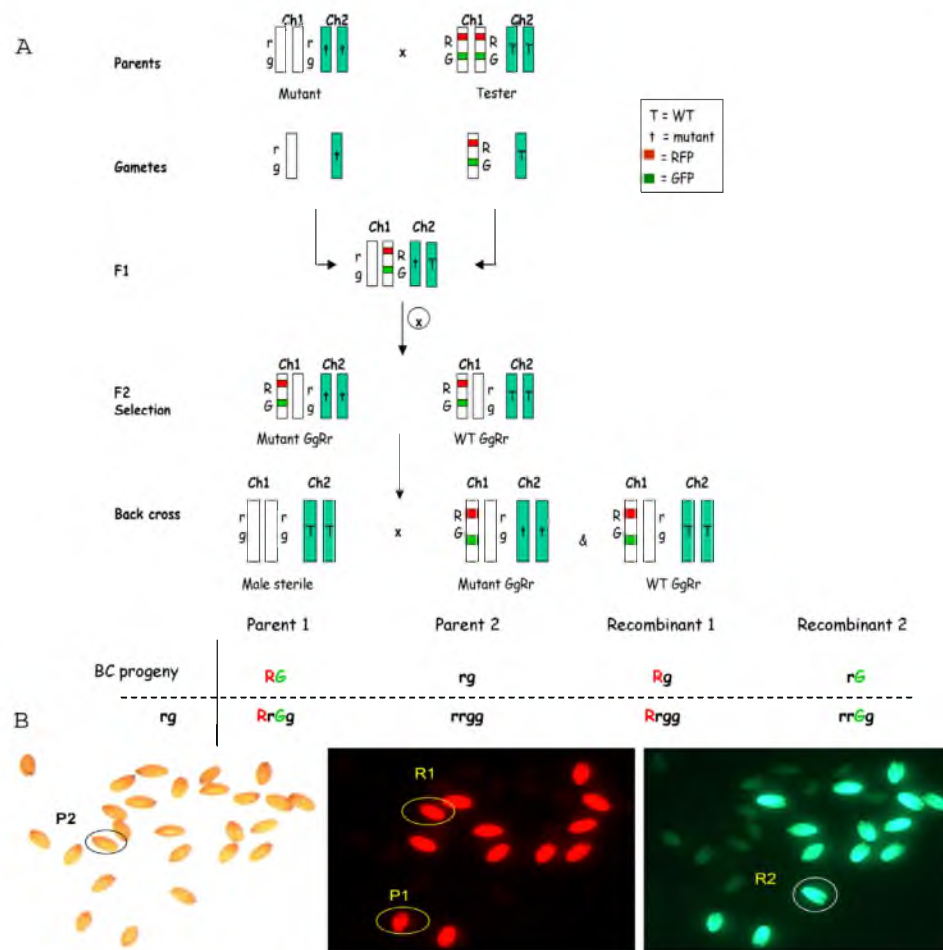 A
Parents
Ch1 Ch2
r r
g g
t t
Mutant
x
Ch1 Ch2
R
G
T T
Tester
T = WT
t = mutant
= RFP
= GFP
Gametes
r
g
t
R
G
T
F1
Ch1 Ch2
r R
g G
t T
x
F2
Selection
Ch1 Ch2
R r
G g
t t
Mutant GgRr
Ch1 Ch2
R r
G g
T T
WT GgRr
Back cross
Ch1 Ch2
r r
g g
T T
Male sterile
x
Ch1 Ch2
R r
G g
t t
Mutant GgRr
&
Ch1 Ch2
R r
G g
T T
WT GgRr
Parent 1 Parent 2 Recombinant 1 Recombinant 2
BC progeny RG rg Rg rG
rg RrGg rrgg Rrgg rrGg
B
P2
R1
P1
R2